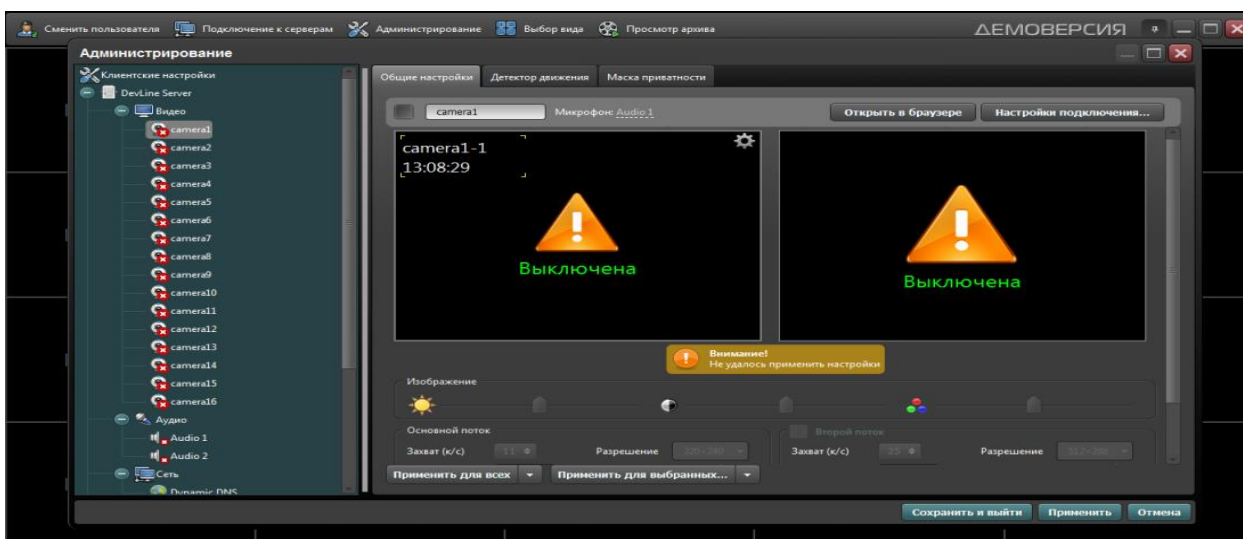 Сменить пользователя Подключение к серверам Администрирование Выбор вида Просмотр архива ДЕМОВЕРСИЯ
Администрирование
Клиентские настройки
DevLine Server
Видео
camera1
camera2
camera3
camera4
camera5
camera6
camera7
camera8
camera9
camera10
camera11
camera12
camera13
camera14
camera15
camera16
Аудио
Audio 1
Audio 2
Сеть
Dynamic DNS
Общие настройки Детектор движения Маска приватности
camera1 Микрофон: Audio 1 Открыть в браузере Настройки подключения...
camera1-1
13:08:29
Выключена
Выключена
Внимание!
Не удалось применить настройки
Изображение
Основной поток Второй поток
Захват (к/с) 11 Разрешение Захват (к/с) 25 Разрешение
Применить для всех Применить для выбранных...
Сохранить и выйти Применить Отмена